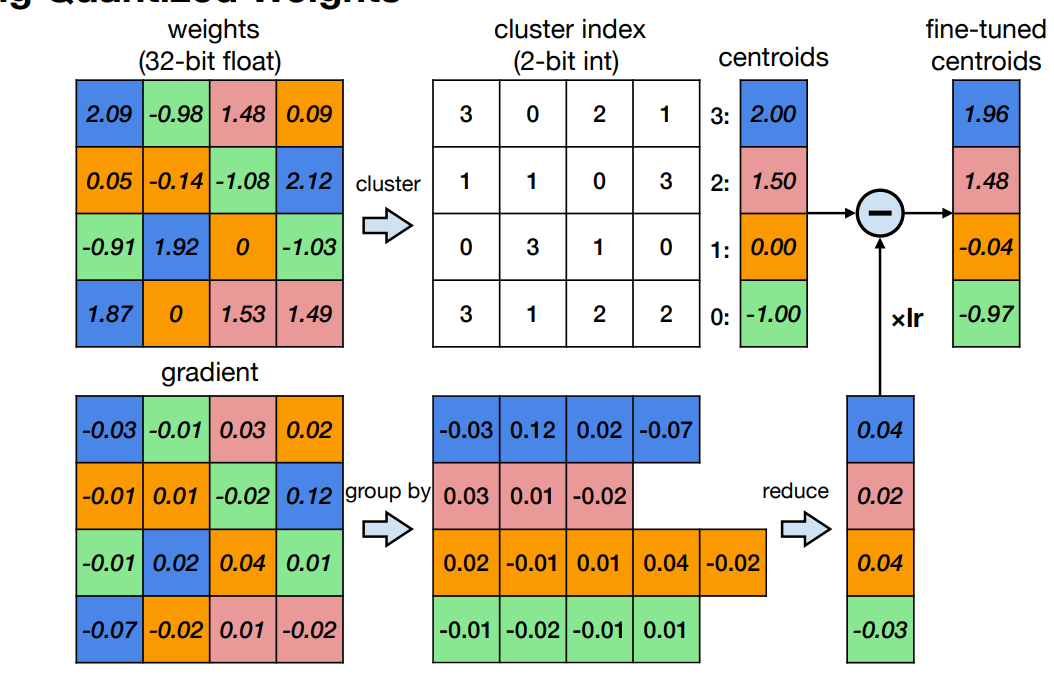 Quantized Weights
weights
(32-bit float)
cluster index
(2-bit int)
centroids
fine-tuned
centroids
2.09 -0.98 1.48 0.09
0.05 -0.14 -1.08 2.12
-0.91 1.92 0 -1.03
1.87 0 1.53 1.49
cluster
3 0 2 1
1 1 0 3
0 3 1 0
3 1 2 2
3: 2.00
2: 1.50
1: 0.00
0: -1.00
1.96
1.48
-0.04
-0.97
×lr
gradient
-0.03 -0.01 0.03 0.02
-0.01 0.01 -0.02 0.12
-0.01 0.02 0.04 0.01
-0.07 -0.02 0.01 -0.02
group by
-0.03 0.12 0.02 -0.07
0.03 0.01 -0.02
0.02 -0.01 0.01 0.04 -0.02
-0.01 -0.02 -0.01 0.01
reduce
0.04
0.02
0.04
-0.03